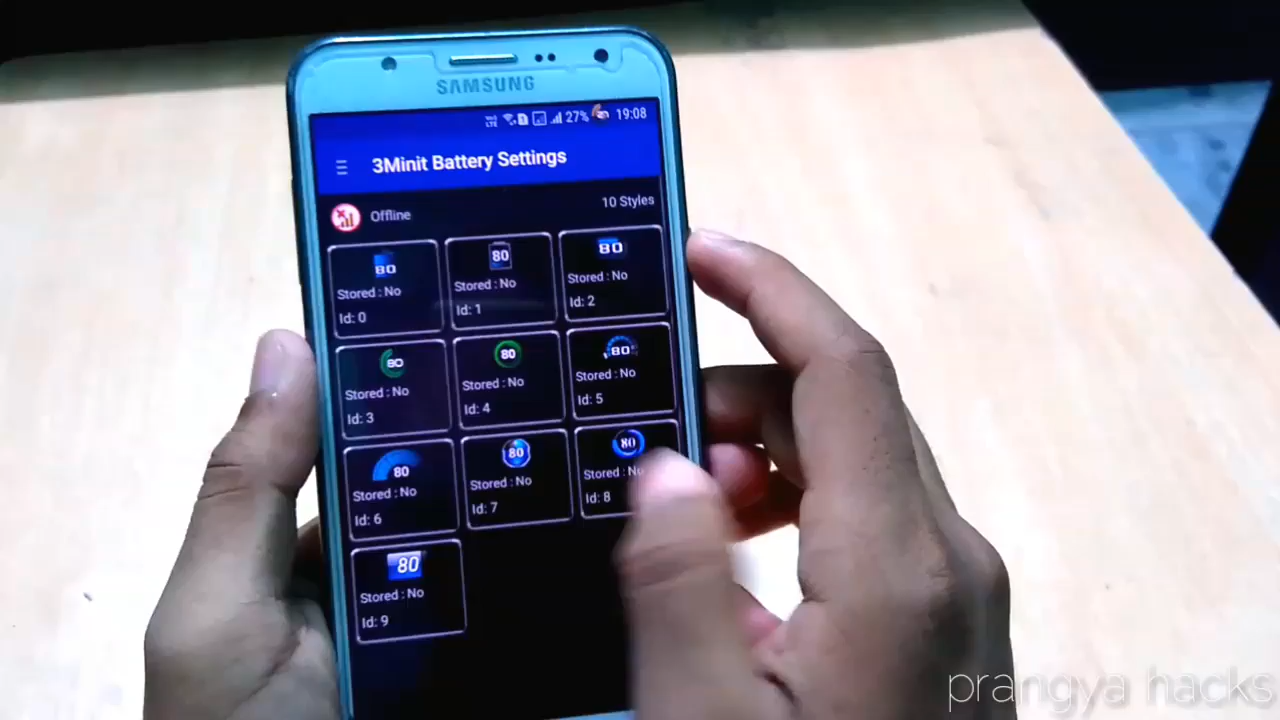 SAMSUNG
VoLTE 27% 19:08
3Minit Battery Settings
Offline 10 Styles
80 80 80
Stored : No Stored : No Stored : No
Id: 0 Id: 1 Id: 2
80 80 80
Stored : No Stored : No Stored : No
Id: 3 Id: 4 Id: 5
80 80 80
Stored : No Stored : No Stored : No
Id: 6 Id: 7 Id: 8
80
Stored : No
Id: 9
prangya hacks